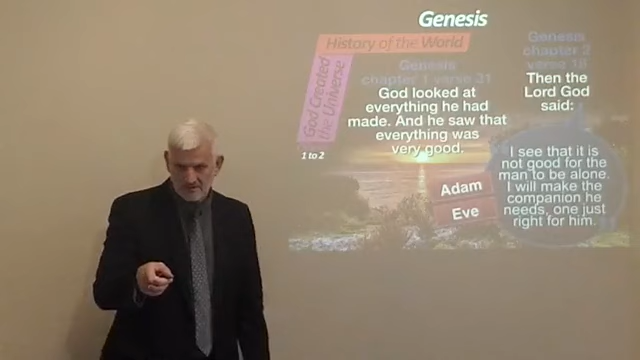 Genesis
History of the World
God Created
the Universe
1 to 2
Genesis
chapter 1 verse 31
God looked at
everything he had
made. And he saw that
everything was
very good.
Genesis
chapter 2
verse 18
Then the
Lord God
said:
I see that it is
not good for the
man to be alone.
I will make the
companion he
needs, one just
right for him.
Adam
Eve